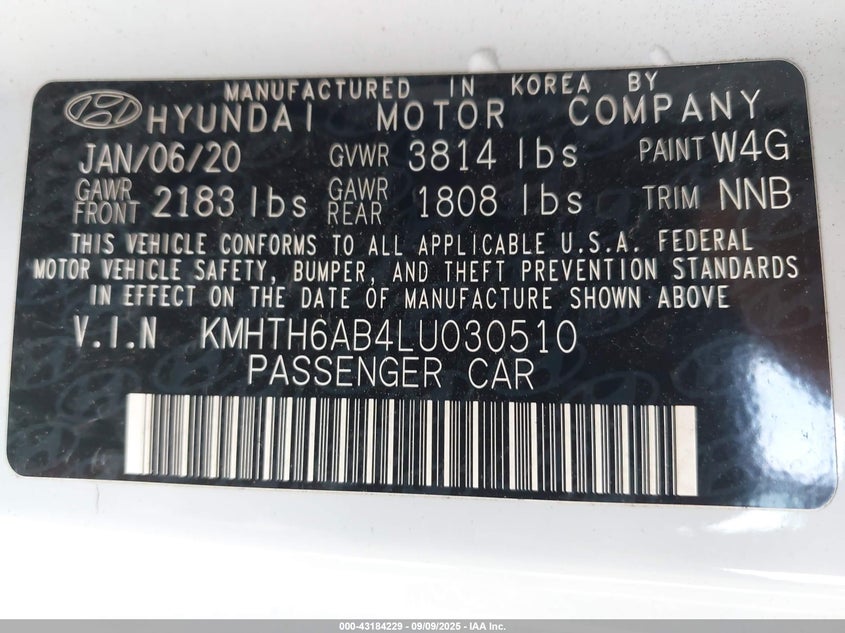 MANUFACTURED IN KOREA BY
HYUNDAI MOTOR COMPANY
JAN/06/20 GVWR 3814 lbs PAINT W4G
GAWR FRONT 2183 lbs GAWR REAR 1808 lbs TRIM NNB
THIS VEHICLE CONFORMS TO ALL APPLICABLE U.S.A. FEDERAL
MOTOR VEHICLE SAFETY, BUMPER, AND THEFT PREVENTION STANDARDS
IN EFFECT ON THE DATE OF MANUFACTURE SHOWN ABOVE.
V.I.N KMHTH6AB4LU030510
PASSENGER CAR
000-43184229 - 09/09/2025 - IAA Inc.